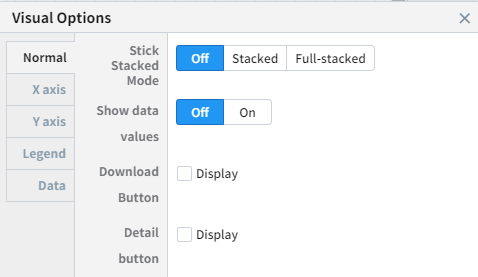 Visual Options
Normal
X axis
Y axis
Legend
Data
Stick
Stacked
Mode
Off Stacked Full-stacked
Show data
values
Off On
Download
Button
Display
Detail
button
Display